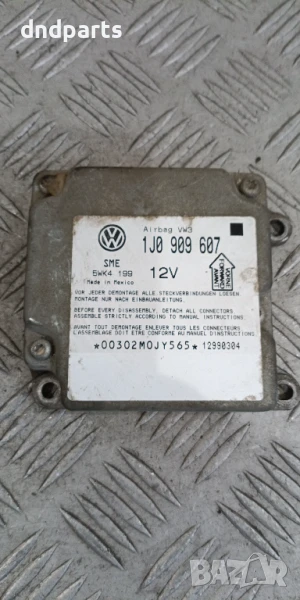 dndparts
Airbag VW3
1J0 909 607
SME
5WK4 199
12V
Made in Mexico
VOR JEDER DEMONTAGE ALLE STECKVERBINDUNGEN LOESEN
MONTAGE NUR NACH EINBAUANLEITUNG.
BEFORE EVERY DISASSEMBLY, DETACH ALL CONNECTORS
ASSEMBLE STRICTLY ACCORDING TO MANUAL INSTRUCTIONS.
AVANT TOUT DEMONTAGE ENLEVER TOUS LES CONNECTEURS
L'ASSEMBLAGE DOIT ETRE CONFORME AU MANUEL D'INSTRUCTIONS
*00302M0JY565* 12990304
BAZAR